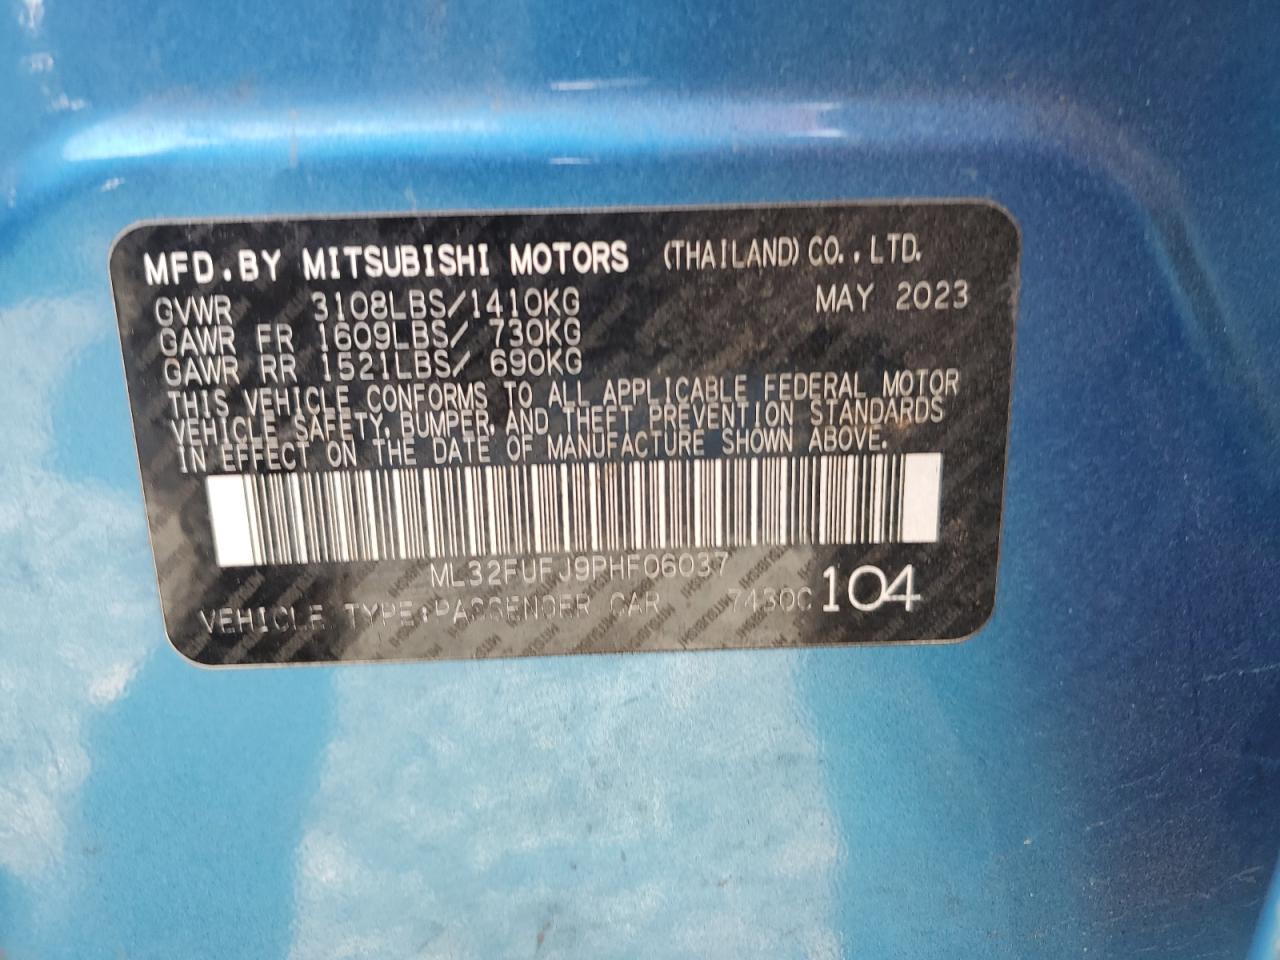 MFD.BY MITSUBISHI MOTORS (THAILAND) CO.,LTD.
GVWR 3108LBS/1410KG MAY 2023
GAWR FR 1609LBS/ 730KG
GAWR RR 1521LBS/ 690KG
THIS VEHICLE CONFORMS TO ALL APPLICABLE FEDERAL MOTOR
VEHICLE SAFETY, BUMPER, AND THEFT PREVENTION STANDARDS
IN EFFECT ON THE DATE OF MANUFACTURE SHOWN ABOVE.
ML32FUFJ9PHF06037
VEHICLE TYPE:PASSENGER CAR 7430C 104